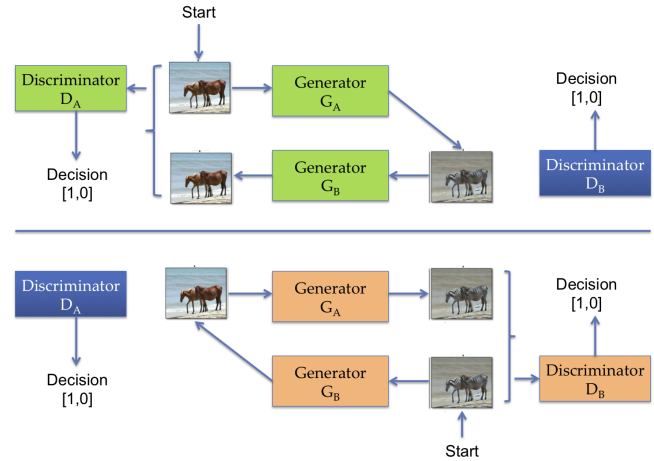 Start
Discriminator
D_A
Generator
G_A
Decision
[1,0]
Decision
[1,0]
Generator
G_B
Discriminator
D_B
Discriminator
D_A
Generator
G_A
Decision
[1,0]
Decision
[1,0]
Generator
G_B
Discriminator
D_B
Start